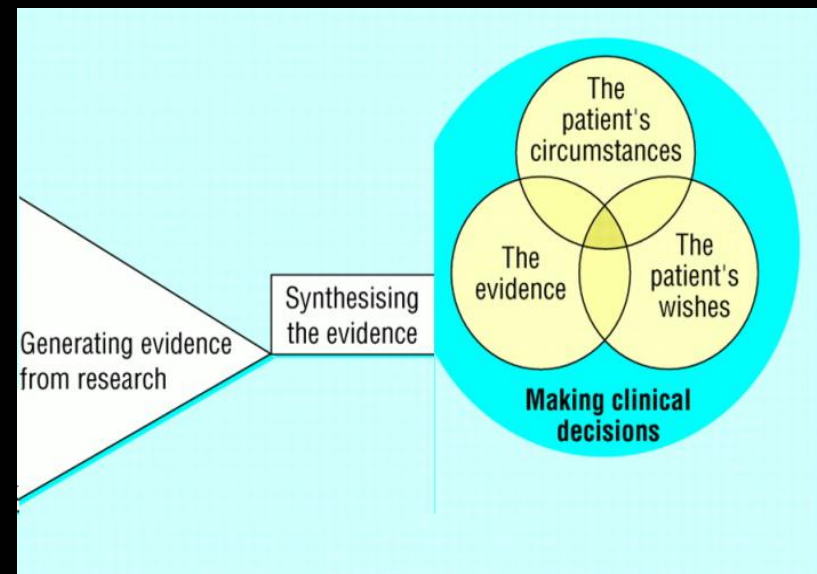 Generating evidence
from research
Synthesising
the evidence
The
patient's
circumstances
The
evidence
The
patient's
wishes
Making clinical
decisions